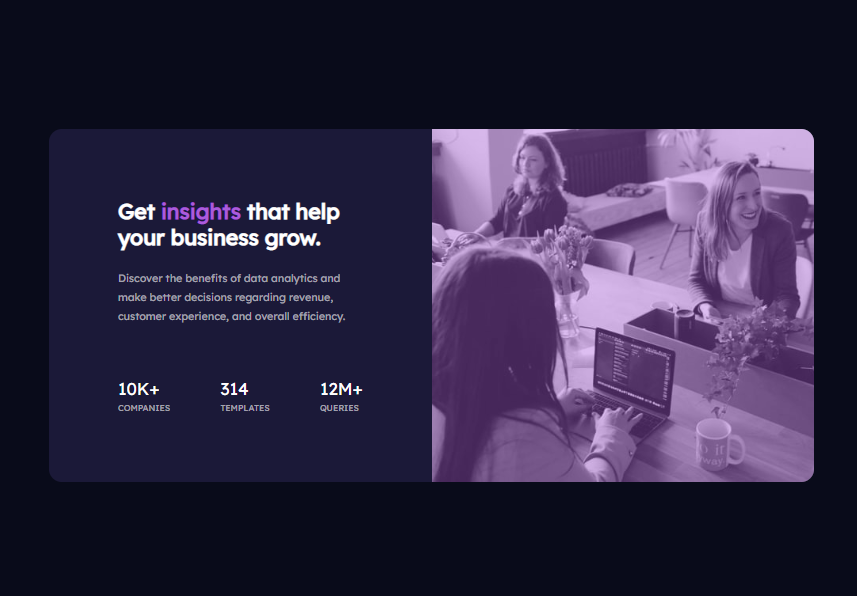 Get insights that help
your business grow.
Discover the benefits of data analytics and
make better decisions regarding revenue,
customer experience, and overall efficiency.
10K+ 314 12M+
COMPANIES TEMPLATES QUERIES